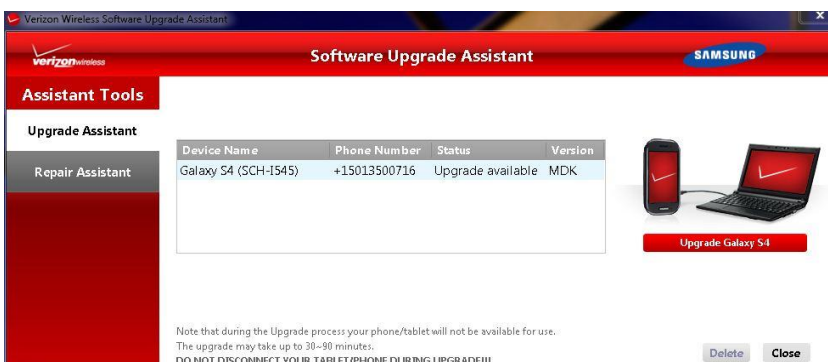 Verizon Wireless Software Upgrade Assistant
x
verizonwireless
Software Upgrade Assistant
SAMSUNG
Assistant Tools
Upgrade Assistant
Repair Assistant
Device Name Phone Number Status Version
Galaxy S4 (SCH-I545) +15013500716 Upgrade available MDK
Upgrade Galaxy S4
Note that during the Upgrade process your phone/tablet will not be available for use.
The upgrade may take up to 30~90 minutes.
DO NOT DISCONNECT YOUR TABLET/PHONE DURING UPGRADE!!!
Delete Close